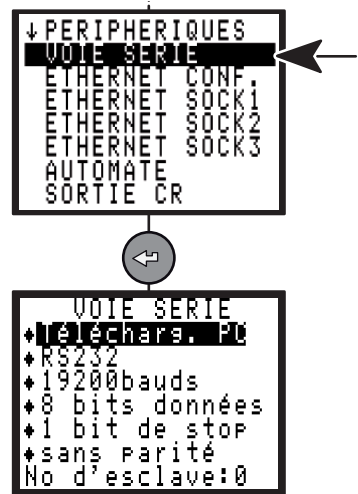 ↓PERIPHERIQUES
VOIE SERIE
ETHERNET CONF.
ETHERNET SOCK1
ETHERNET SOCK2
ETHERNET SOCK3
AUTOMATE
SORTIE CR
VOIE SERIE
♦Télécharg. PC
♦RS232
♦19200bauds
♦8 bits données
♦1 bit de stop
♦sans parité
No d'esclave:0